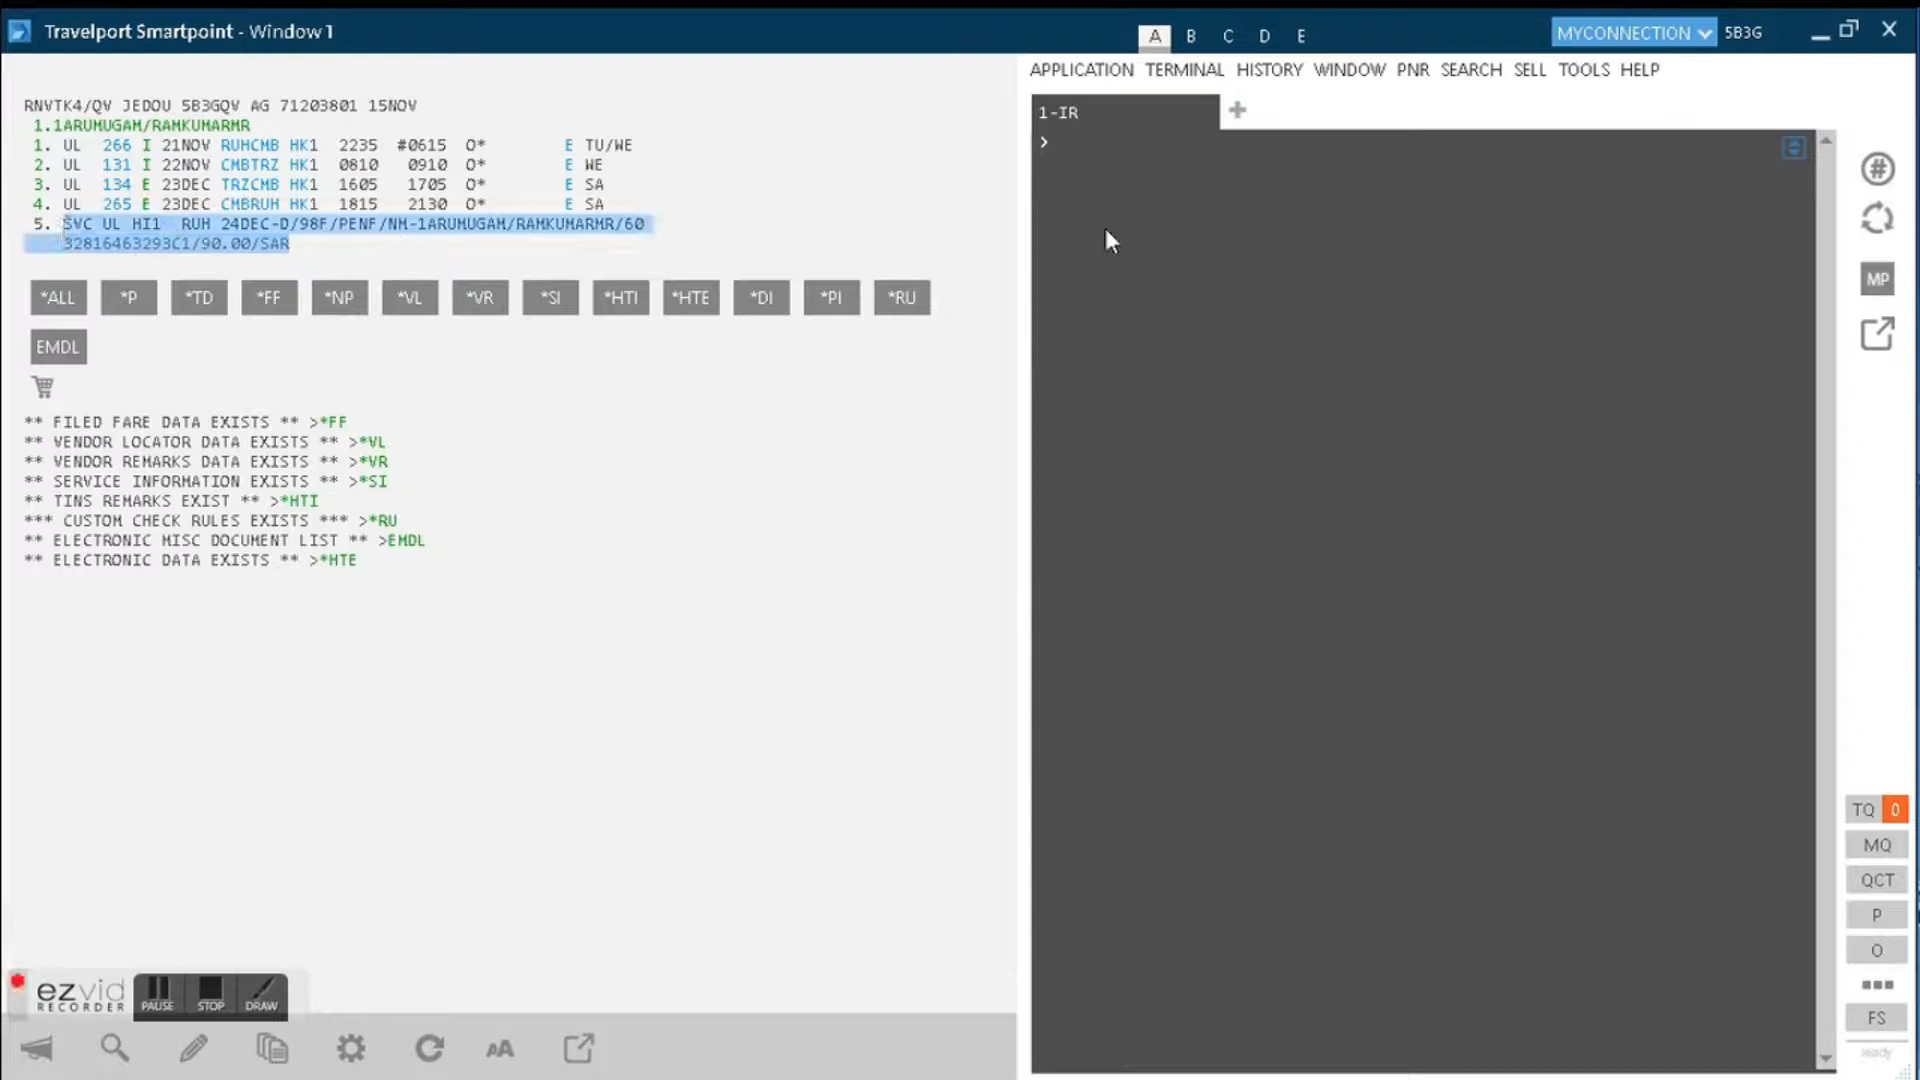 Travelport Smartpoint - Window 1
A B C D E
MYCONNECTION 5B3G
APPLICATION TERMINAL HISTORY WINDOW PNR SEARCH SELL TOOLS HELP
RNVTK4/QV JEDOU 5B3GQV AG 71203801 15NOV
1.1ARUMUGAM/RAMKUMARMR
1. UL 266 I 21NOV RUHCMB HK1 2235 #0615 O* E TU/WE
2. UL 131 I 22NOV CMBTRZ HK1 0810 0910 O* E WE
3. UL 134 E 23DEC TRZCMB HK1 1605 1705 O* E SA
4. UL 265 E 23DEC CMBRUH HK1 1815 2130 O* E SA
5. SVC UL HI1 RUH 24DEC-D/98F/PENF/NM-1ARUMUGAM/RAMKUMARMR/60
32816463293C1/90.00/SAR
*ALL *P *TD *FF *NP *VL *VR *SI *HTI *HTE *DI *PI *RU
EMDL
** FILED FARE DATA EXISTS ** >*FF
** VENDOR LOCATOR DATA EXISTS ** >*VL
** VENDOR REMARKS DATA EXISTS ** >*VR
** SERVICE INFORMATION EXISTS ** >*SI
** TINS REMARKS EXIST ** >*HTI
*** CUSTOM CHECK RULES EXISTS *** >*RU
** ELECTRONIC MISC DOCUMENT LIST ** >EMDL
** ELECTRONIC DATA EXISTS ** >*HTE
ezvid
RECORDER
PAUSE STOP DRAW
AA
1-IR
>
#
MP
TQ 0
MQ
QCT
P
O
FS
ready